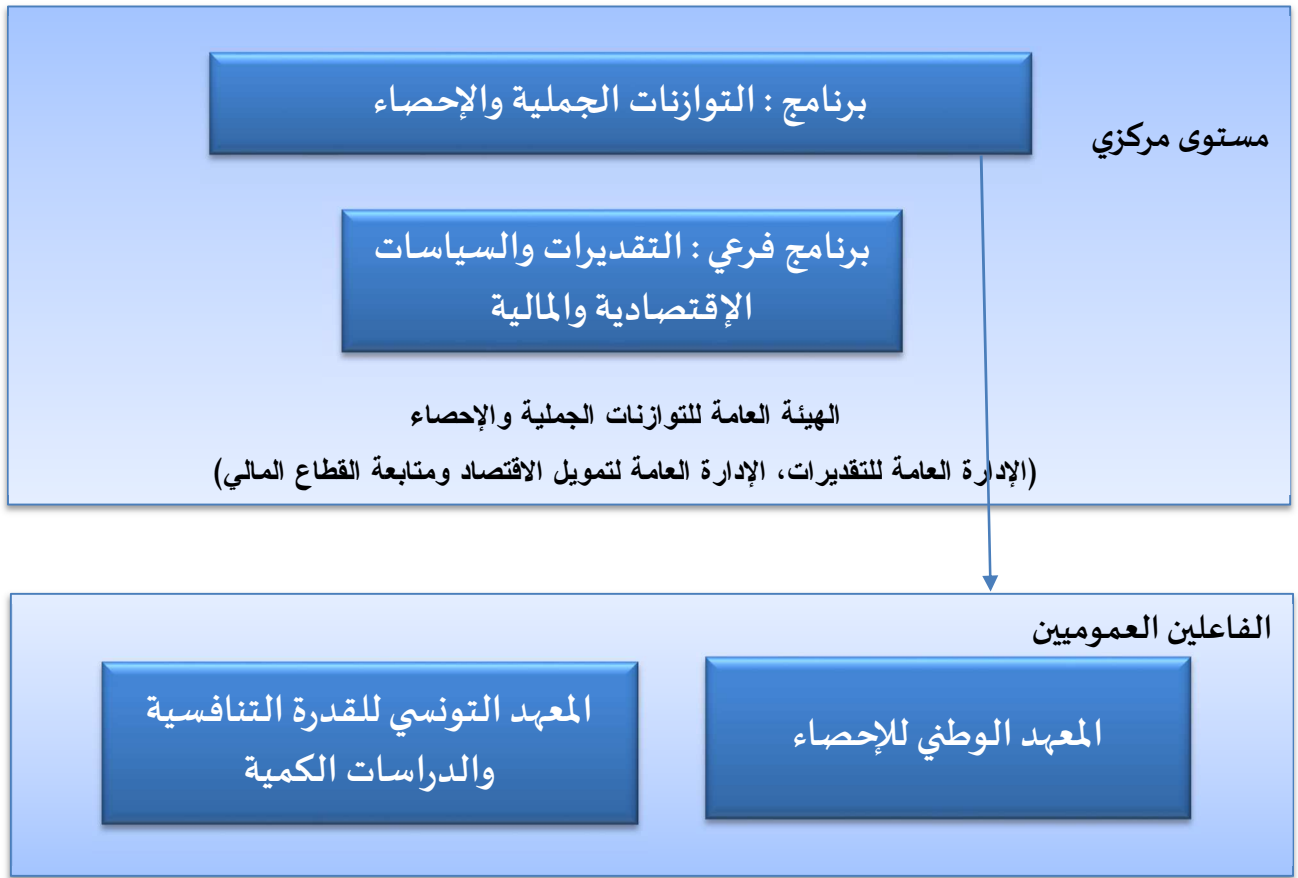 برنامج : التوازنات الجملية والإحصاء
مستوى مركزي
برنامج فرعي : التقديرات والسياسات
الإقتصادية والمالية
الهيئة العامة للتوازنات الجملية والإحصاء
(الإدارة العامة للتقديرات، الإدارة العامة لتمويل الاقتصاد ومتابعة القطاع المالي)
الفاعلين العموميين
المعهد الوطني للإحصاء
المعهد التونسي للقدرة التنافسية
والدراسات الكمية